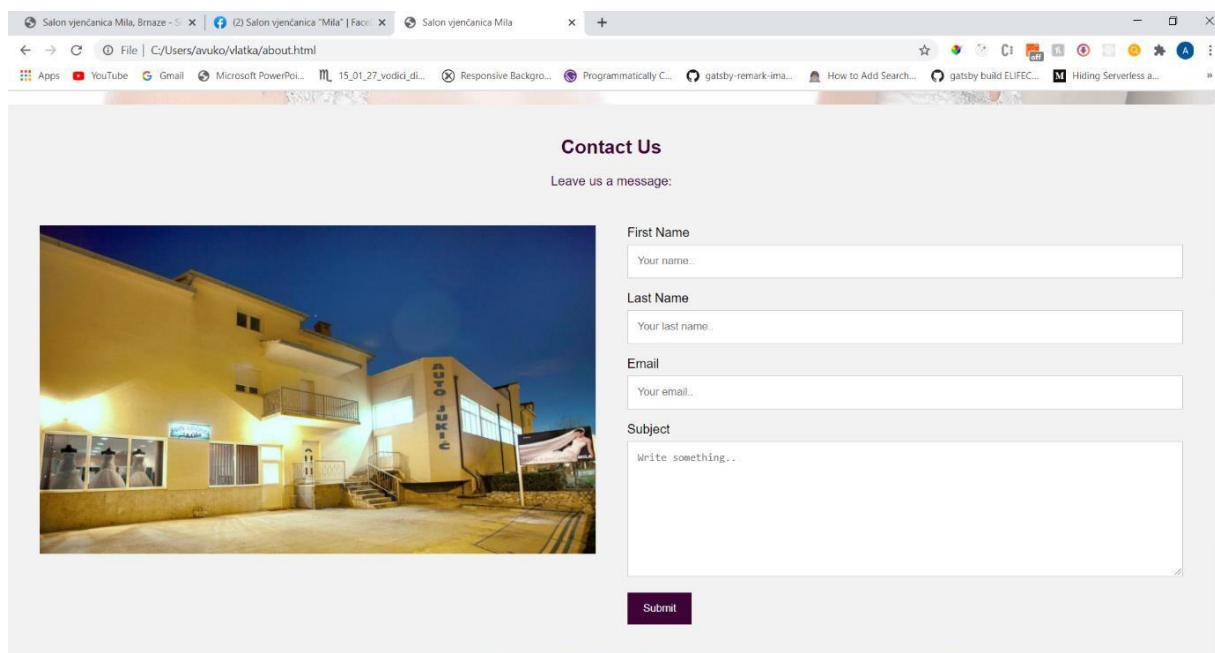 Salon vjenčanica Mila, Brnaze - S
(2) Salon vjenčanica "Mila" | Face
Salon vjenčanica Mila
File | C:/Users/avuko/vlatka/about.html
off
A
Apps YouTube Gmail Microsoft PowerPoi... 15_01_27_vodici_di... Responsive Backgro... Programmatically C... gatsby-remark-ima... How to Add Search... gatsby build ELIFEC... Hiding Serverless a... »
Contact Us
Leave us a message:
AUTO JUKIĆ
First Name
Your name..
Last Name
Your last name..
Email
Your email..
Subject
Write something..
Submit